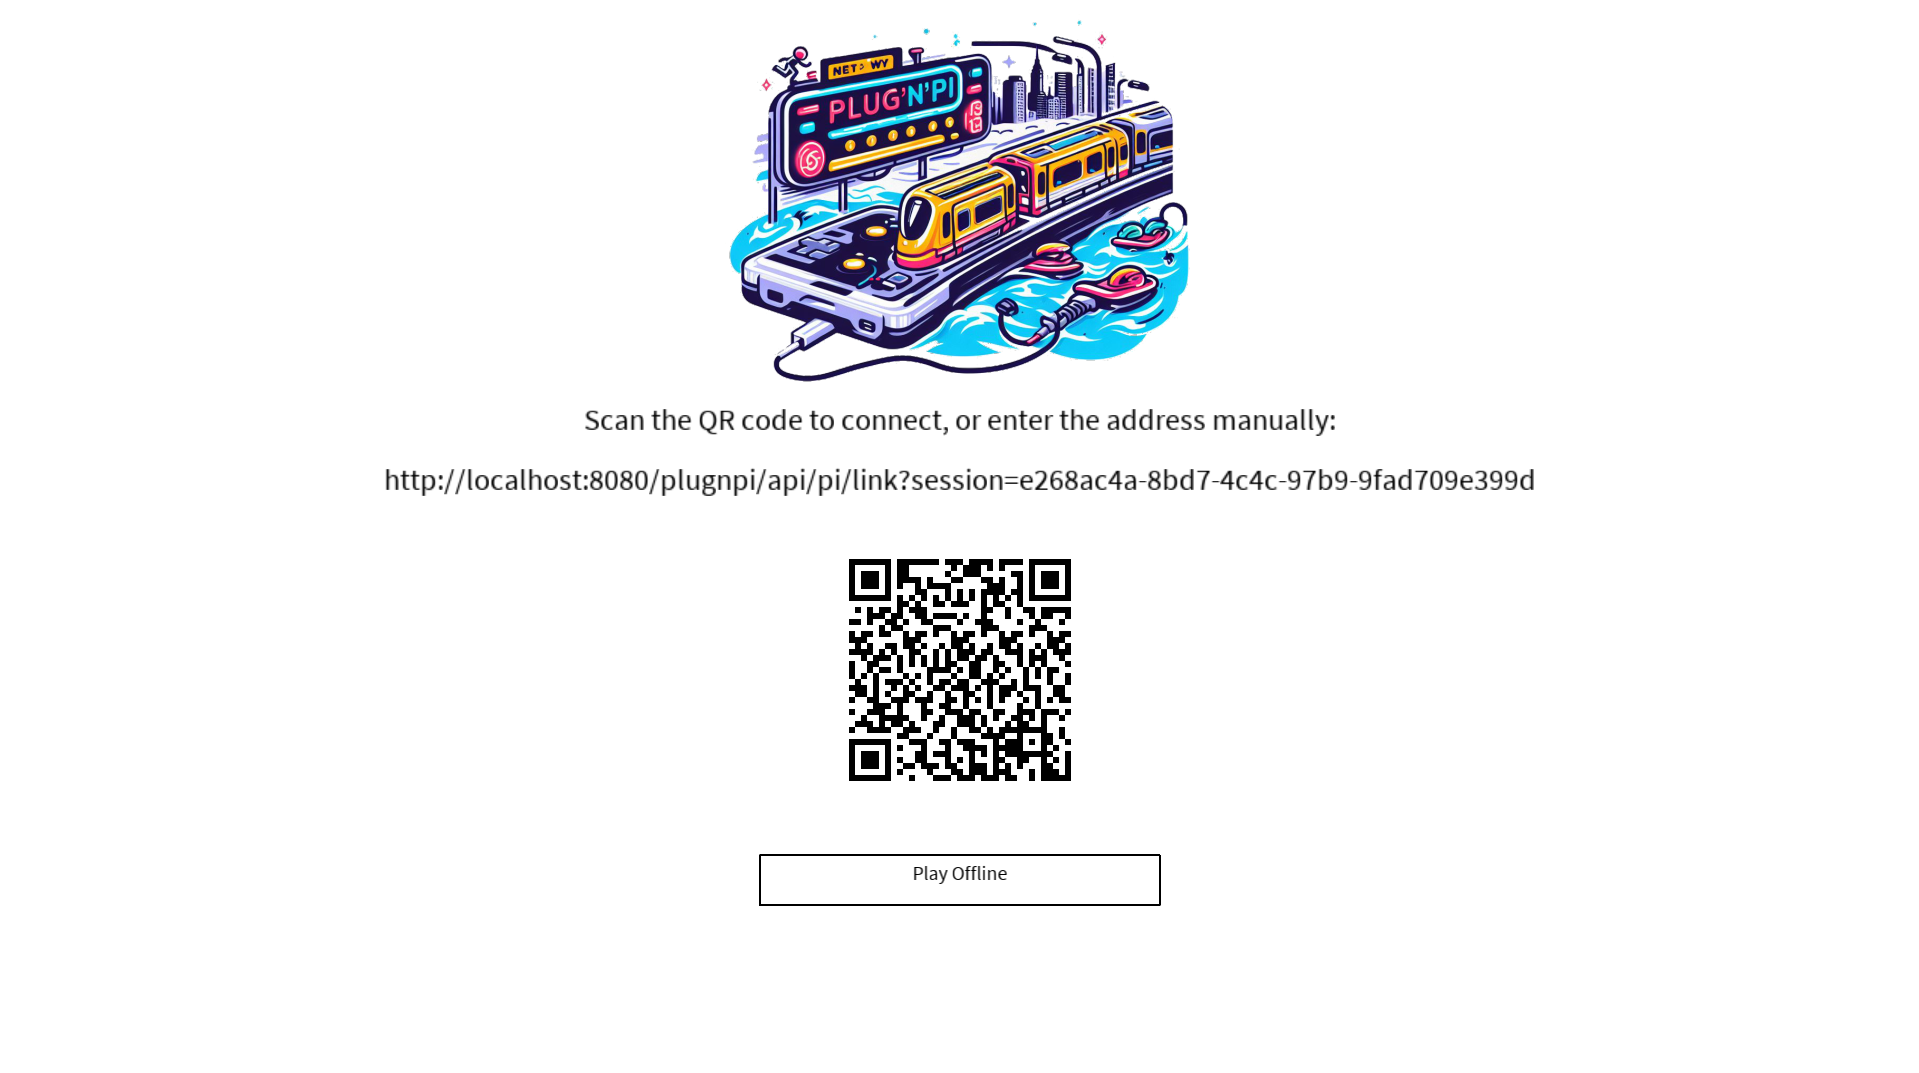 NET WY
PLUG'N'PI
Scan the QR code to connect, or enter the address manually:
http://localhost:8080/plugnpi/api/pi/link?session=e268ac4a-8bd7-4c4c-97b9-9fad709e399d
Play Offline